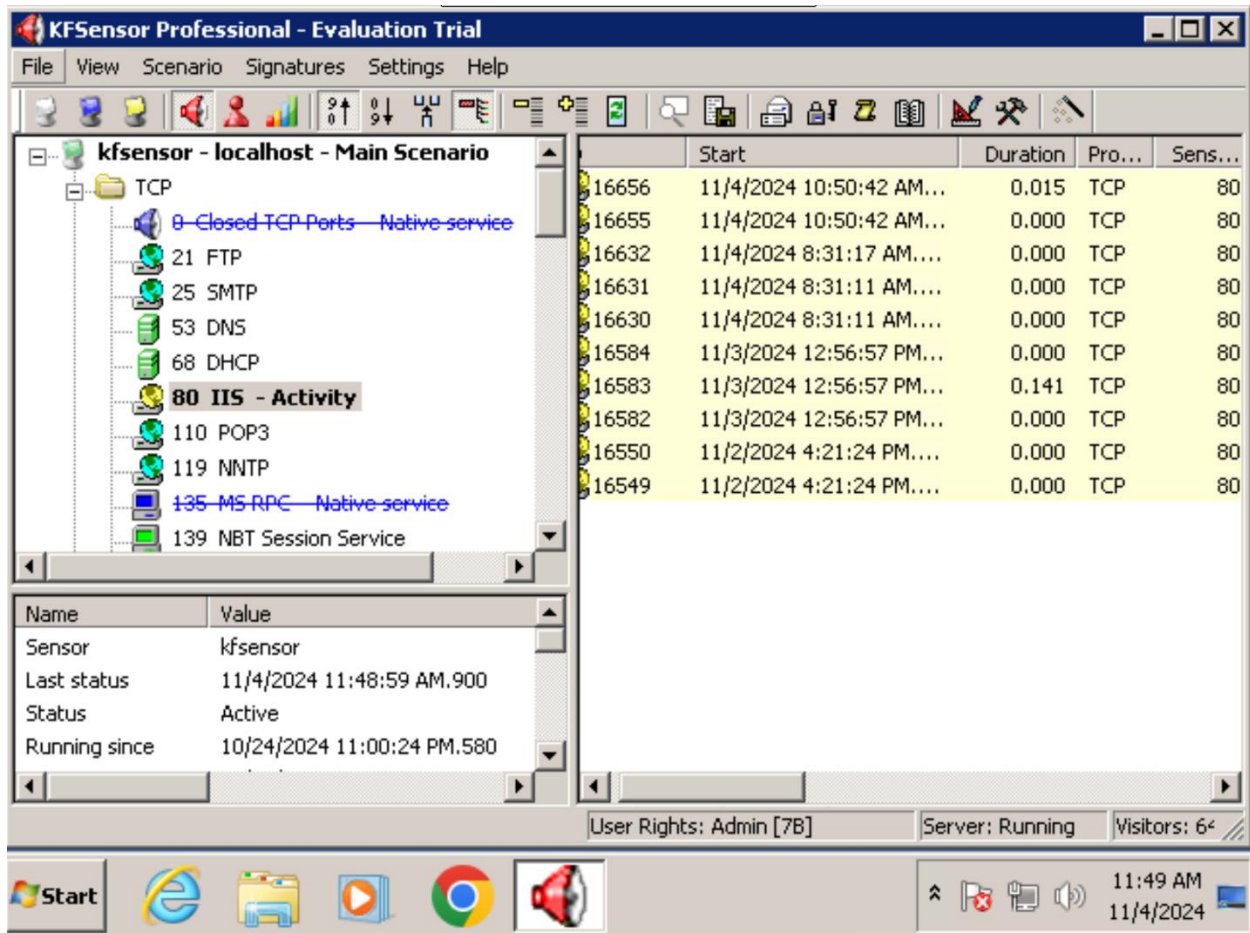 KFSensor Professional - Evaluation Trial
File View Scenario Signatures Settings Help
kfsensor - localhost - Main Scenario
TCP
0 Closed TCP Ports - Native service
21 FTP
25 SMTP
53 DNS
68 DHCP
80 IIS - Activity
110 POP3
119 NNTP
135 MS RPC - Native service
139 NBT Session Service
Start Duration Pro... Sens...
16656 11/4/2024 10:50:42 AM... 0.015 TCP 80
16655 11/4/2024 10:50:42 AM... 0.000 TCP 80
16632 11/4/2024 8:31:17 AM.... 0.000 TCP 80
16631 11/4/2024 8:31:11 AM.... 0.000 TCP 80
16630 11/4/2024 8:31:11 AM.... 0.000 TCP 80
16584 11/3/2024 12:56:57 PM... 0.000 TCP 80
16583 11/3/2024 12:56:57 PM... 0.141 TCP 80
16582 11/3/2024 12:56:57 PM... 0.000 TCP 80
16550 11/2/2024 4:21:24 PM.... 0.000 TCP 80
16549 11/2/2024 4:21:24 PM.... 0.000 TCP 80
Name Value
Sensor kfsensor
Last status 11/4/2024 11:48:59 AM.900
Status Active
Running since 10/24/2024 11:00:24 PM.580
User Rights: Admin [7B] Server: Running Visitors: 64
Start
11:49 AM
11/4/2024